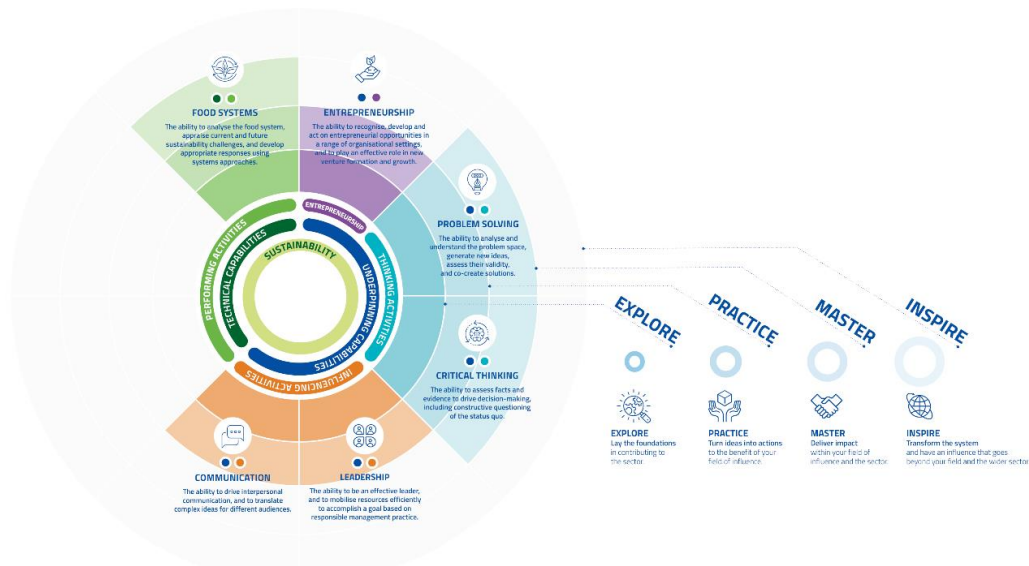 FOOD SYSTEMS
The ability to analyse the food system,
appraise current and future
sustainability challenges, and develop
appropriate responses using
systems approaches.
ENTREPRENEURSHIP
The ability to recognise, develop and
act on entrepreneurial opportunities in
a range of organisational settings,
and to play an effective role in new
venture formation and growth.
PROBLEM SOLVING
The ability to analyse and
understand the problem space,
generate new ideas,
assess their validity,
and co-create solutions.
CRITICAL THINKING
The ability to assess facts and
evidence to drive decision-making,
including constructive questioning
of the status quo.
LEADERSHIP
The ability to be an effective leader,
and to mobilise resources efficiently
to accomplish a goal based on
responsible management practice.
COMMUNICATION
The ability to drive interpersonal
communication, and to translate
complex ideas for different audiences.
PERFORMING ACTIVITIES
ENTREPRENEURSHIP
THINKING ACTIVITIES
INFLUENCING ACTIVITIES
TECHNICAL CAPABILITIES
UNDERPINNING CAPABILITIES
SUSTAINABILITY
EXPLORE
PRACTICE
MASTER
INSPIRE
EXPLORE
Lay the foundations
in contributing to
the sector.
PRACTICE
Turn ideas into actions
to the benefit of your
field of influence.
MASTER
Deliver impact
within your field of
influence and the sector.
INSPIRE
Transform the system
and have an influence that goes
beyond your field and the wider sector